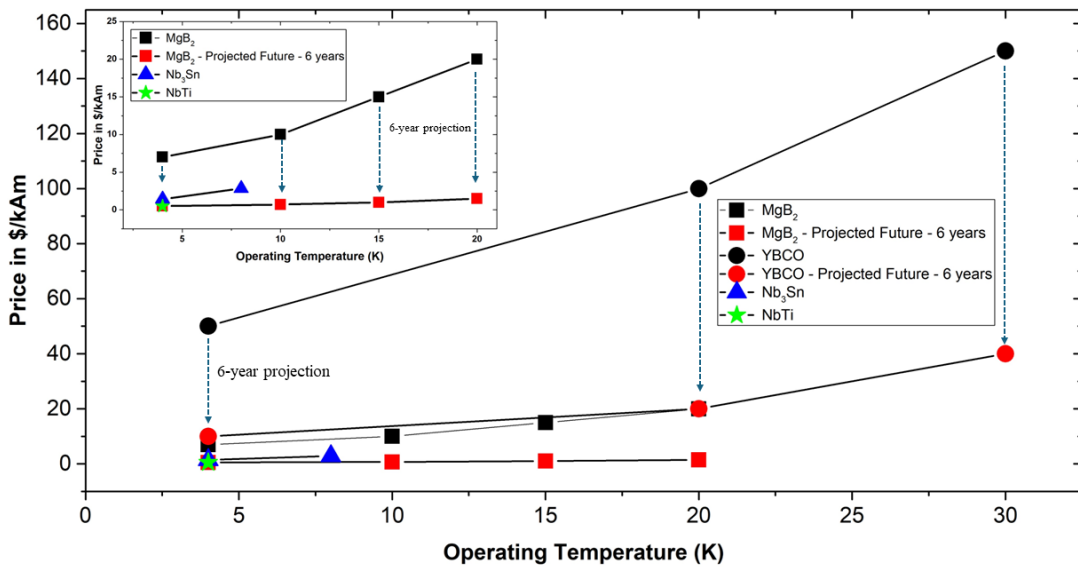 160
140
120
100
80
60
40
20
0
Price in $/kAm
0
5
10
15
20
25
30
Operating Temperature (K)
25
20
15
10
5
0
Price in $/kAm
5
10
15
20
Operating Temperature (K)
MgB₂
MgB₂ - Projected Future - 6 years
Nb₃Sn
NbTi
6-year projection
6-year projection
MgB₂
MgB₂ - Projected Future - 6 years
YBCO
YBCO - Projected Future - 6 years
Nb₃Sn
NbTi